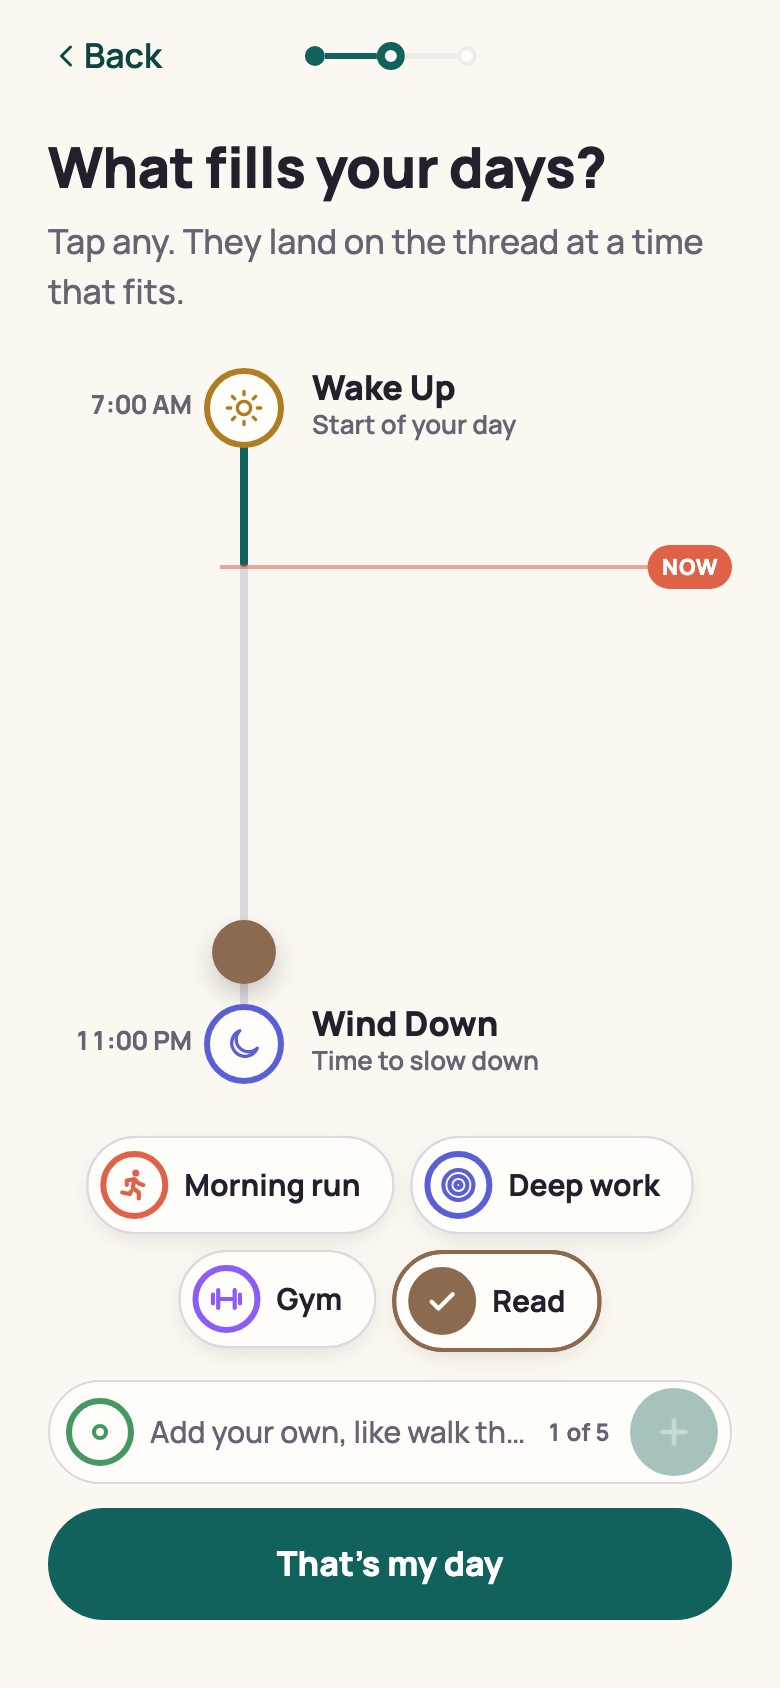 Back
What fills your days?
Tap any. They land on the thread at a time
that fits.
7:00 AM
Wake Up
Start of your day
NOW
11:00 PM
Wind Down
Time to slow down
Morning run
Deep work
Gym
Read
Add your own, like walk th...
1 of 5
That's my day